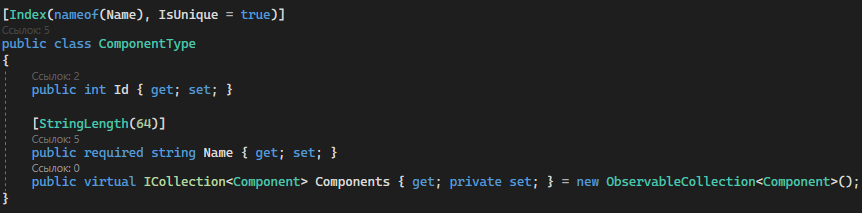 [Index(nameof(Name), IsUnique = true)]
Ссылок: 5
public class ComponentType
{
Ссылок: 2
public int Id { get; set; }
[StringLength(64)]
Ссылок: 5
public required string Name { get; set; }
Ссылок: 0
public virtual ICollection<Component> Components { get; private set; } = new ObservableCollection<Component>();
}